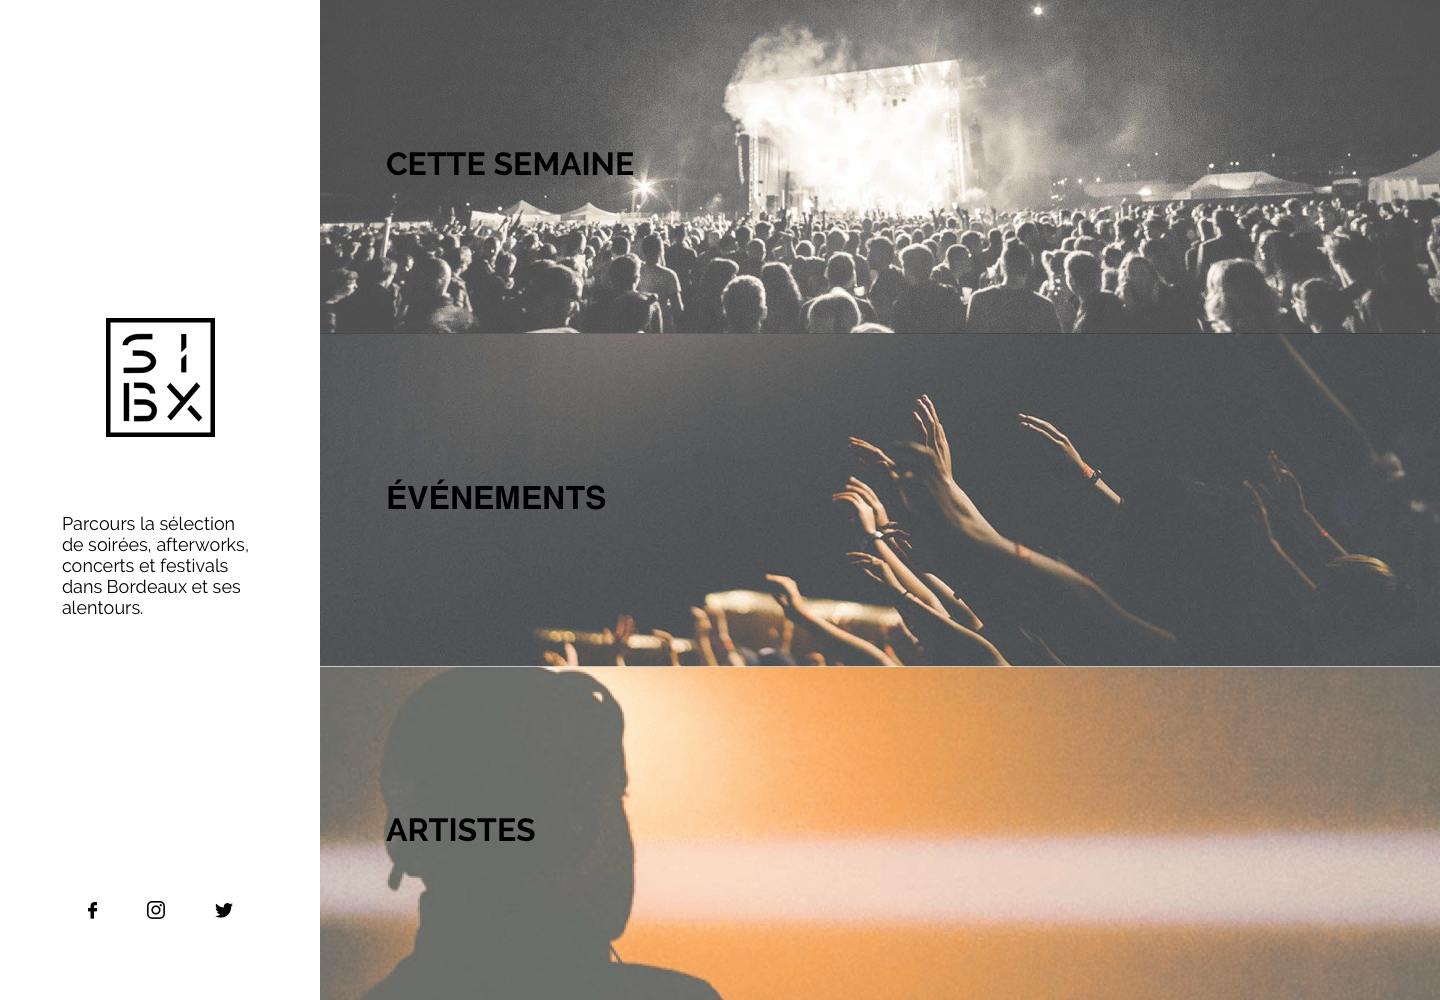 SI
BX
Parcours la sélection
de soirées, afterworks,
concerts et festivals
dans Bordeaux et ses
alentours.
CETTE SEMAINE
ÉVÉNEMENTS
ARTISTES